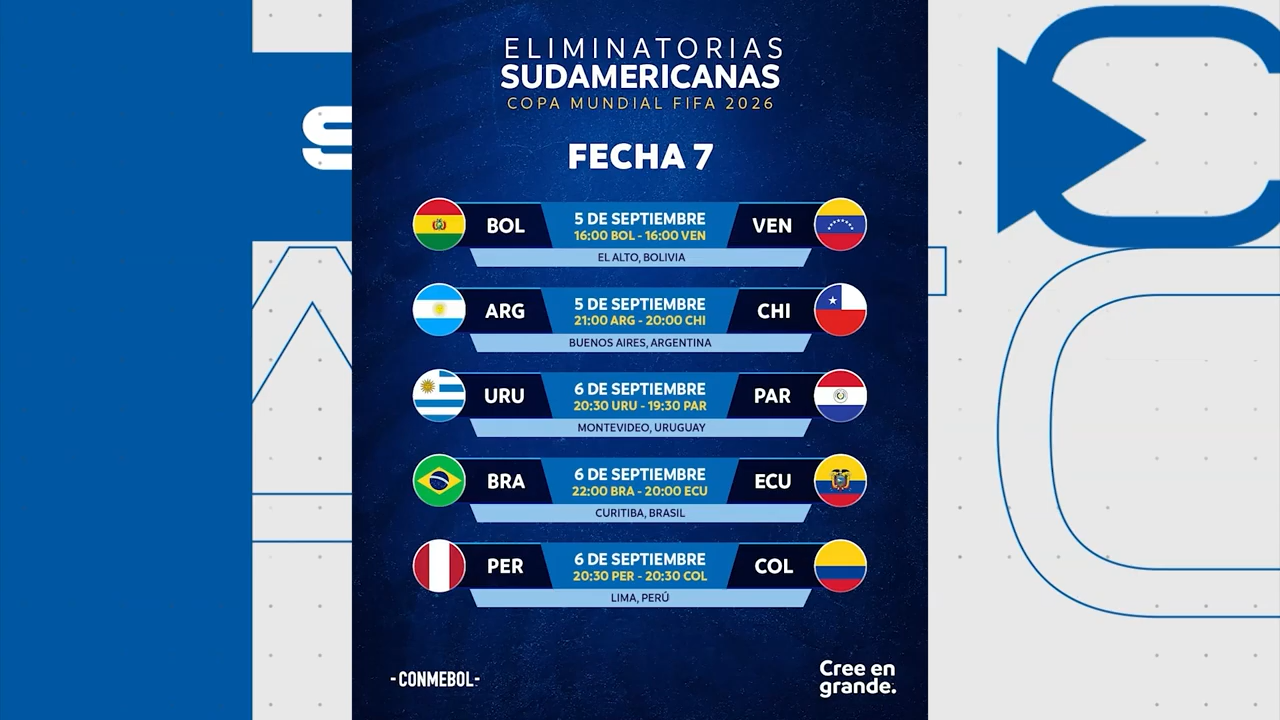 ELIMINATORIAS
SUDAMERICANAS
COPA MUNDIAL FIFA 2026
FECHA 7
BOL
5 DE SEPTIEMBRE
16:00 BOL - 16:00 VEN
VEN
EL ALTO, BOLIVIA
ARG
5 DE SEPTIEMBRE
21:00 ARG - 20:00 CHI
CHI
BUENOS AIRES, ARGENTINA
URU
6 DE SEPTIEMBRE
20:30 URU - 19:30 PAR
PAR
MONTEVIDEO, URUGUAY
BRA
6 DE SEPTIEMBRE
22:00 BRA - 20:00 ECU
ECU
CURITIBA, BRASIL
PER
6 DE SEPTIEMBRE
20:30 PER - 20:30 COL
COL
LIMA, PERÚ
-CONMEBOL-
Cree en
grande.